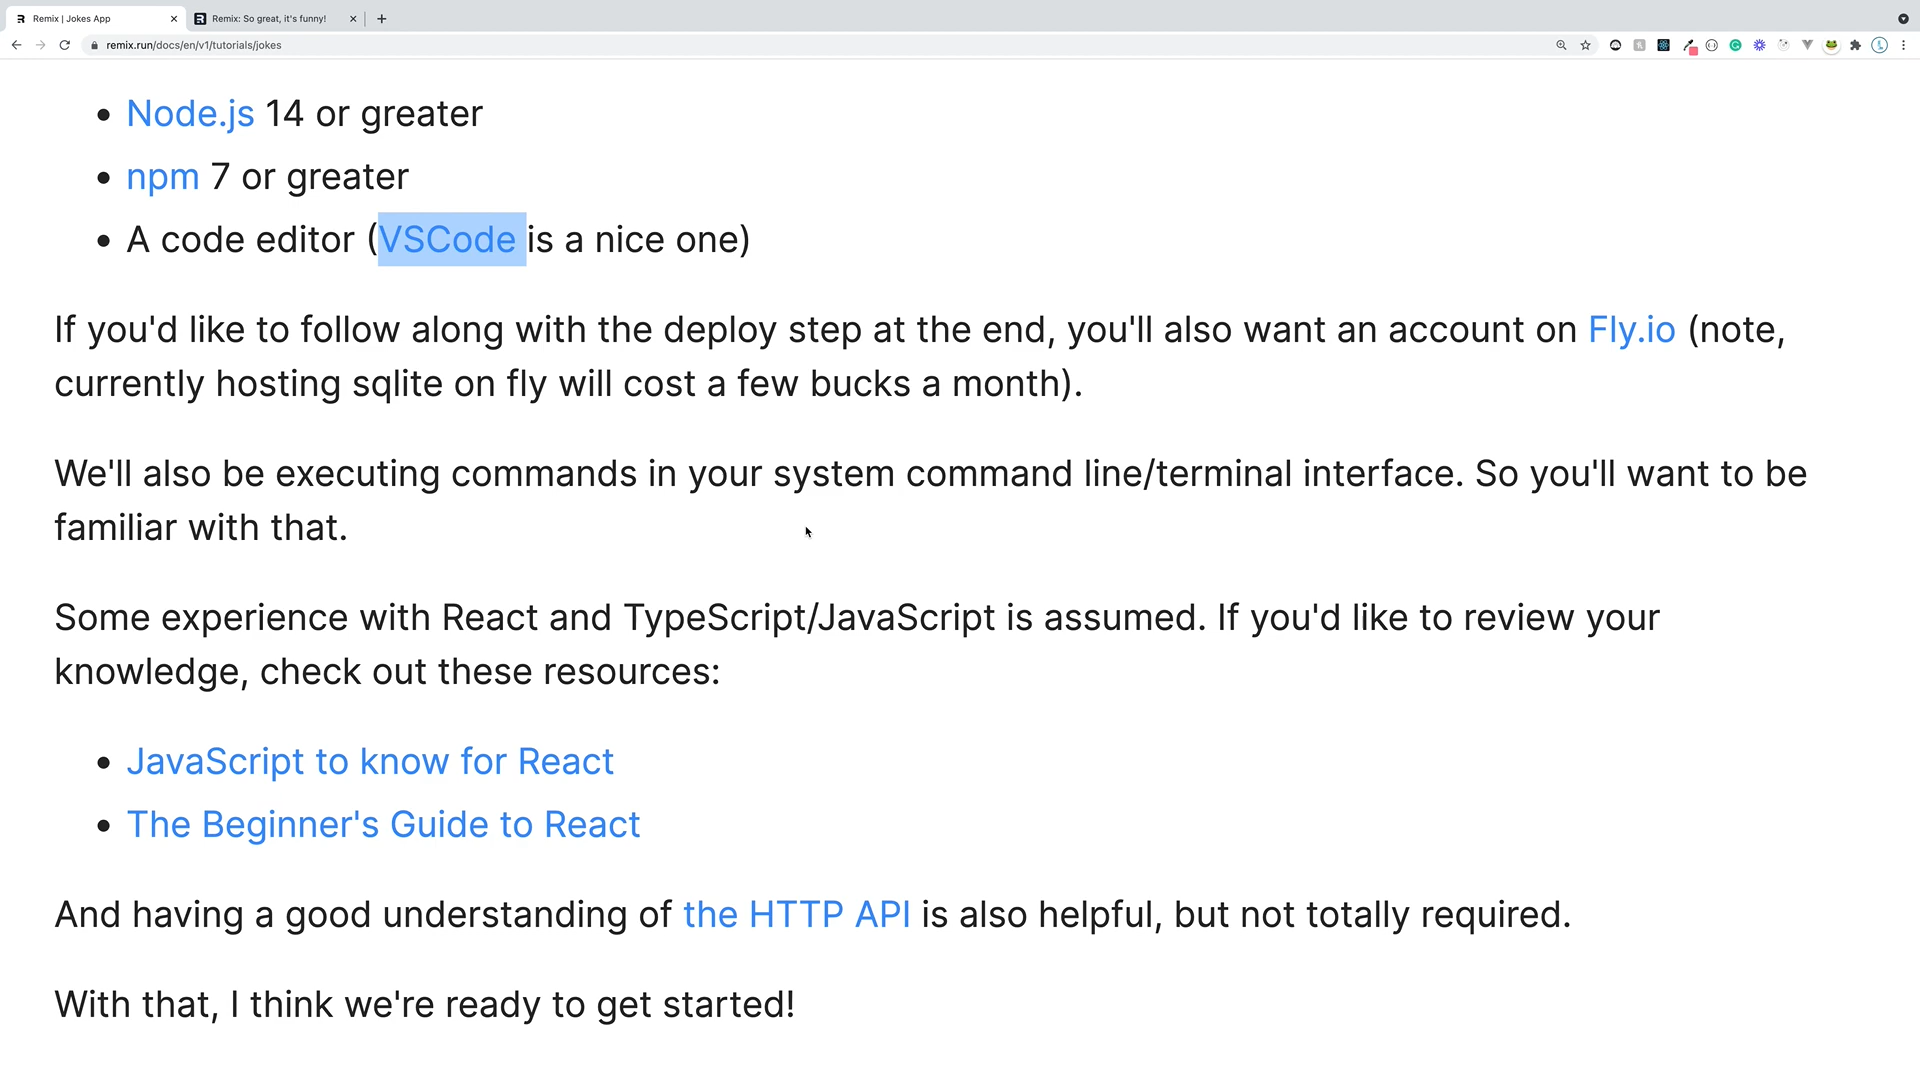 Remix | Jokes App
Remix: So great, it's funny!
remix.run/docs/en/v1/tutorials/jokes
• Node.js 14 or greater
• npm 7 or greater
• A code editor (VSCode is a nice one)
If you'd like to follow along with the deploy step at the end, you'll also want an account on Fly.io (note,
currently hosting sqlite on fly will cost a few bucks a month).
We'll also be executing commands in your system command line/terminal interface. So you'll want to be
familiar with that.
Some experience with React and TypeScript/JavaScript is assumed. If you'd like to review your
knowledge, check out these resources:
• JavaScript to know for React
• The Beginner's Guide to React
And having a good understanding of the HTTP API is also helpful, but not totally required.
With that, I think we're ready to get started!